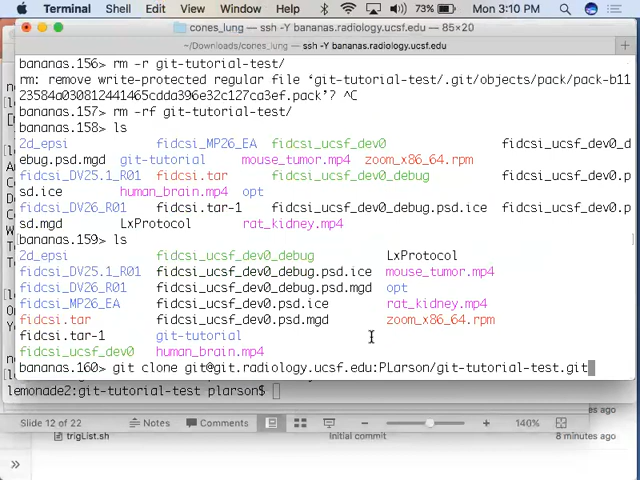 Terminal Shell Edit View Window Help 73% Mon 3:10 PM
cones_lung — ssh -Y bananas.radiology.ucsf.edu — 85×20
~/Downloads/cones_lung — ssh -Y bananas.radiology.ucsf.edu +
bananas.156> rm -r git-tutorial-test/
rm: remove write-protected regular file ‘git-tutorial-test/.git/objects/pack/pack-b11
23584a030812441465cdda396e32c127ca3ef.pack’? ^C
bananas.157> rm -rf git-tutorial-test/
bananas.158> ls
2d_epsi fidcsi_MP26_EA fidcsi_ucsf_dev0 fidcsi_ucsf_dev0_d
ebug.psd.mgd git-tutorial mouse_tumor.mp4 zoom_x86_64.rpm
fidcsi_DV25.1_R01 fidcsi.tar fidcsi_ucsf_dev0_debug fidcsi_ucsf_dev0.p
sd.ice human_brain.mp4 opt
fidcsi_DV26_R01 fidcsi.tar-1 fidcsi_ucsf_dev0_debug.psd.ice fidcsi_ucsf_dev0.p
sd.mgd LxProtocol rat_kidney.mp4
[bananas.159> ls
2d_epsi fidcsi_ucsf_dev0_debug LxProtocol
fidcsi_DV25.1_R01 fidcsi_ucsf_dev0_debug.psd.ice mouse_tumor.mp4
fidcsi_DV26_R01 fidcsi_ucsf_dev0_debug.psd.mgd opt
fidcsi_MP26_EA fidcsi_ucsf_dev0.psd.ice rat_kidney.mp4
fidcsi.tar fidcsi_ucsf_dev0.psd.mgd zoom_x86_64.rpm
fidcsi.tar-1 git-tutorial
fidcsi_ucsf_dev0 human_brain.mp4
bananas.160> git clone git@git.radiology.ucsf.edu:PLarson/git-tutorial-test.git
lemonade2:git-tutorial-test plarson$
Slide 12 of 22 Notes Comments 140%
ites ago
trigList.sh Initial commit 8 minutes ago
»